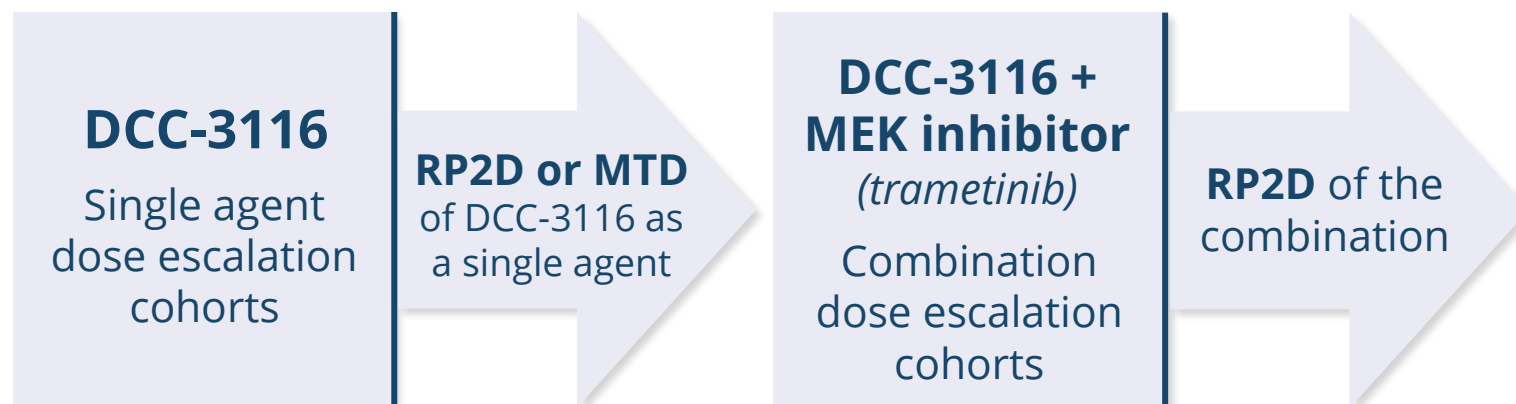 DCC-3116
Single agent
dose escalation
cohorts
RP2D or MTD
of DCC-3116 as
a single agent
DCC-3116 +
MEK inhibitor
(trametinib)
Combination
dose escalation
cohorts
RP2D of the
combination